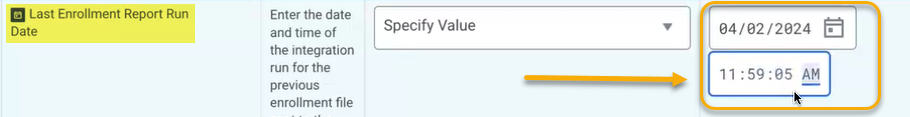 Last Enrollment Report Run
Date
Enter the date
and time of
the integration
run for the
previous
enrollment file
Specify Value
04/02/2024
11:59:05 AM